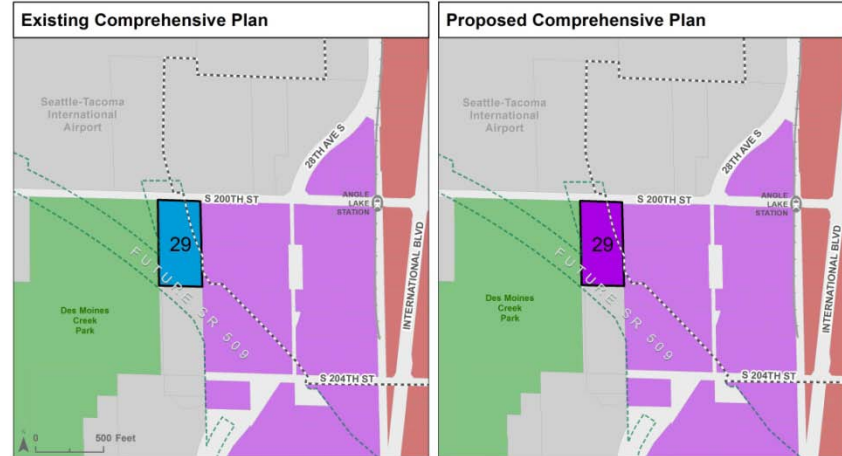 Existing Comprehensive Plan
Seattle-Tacoma
International
Airport
28TH AVE S
S 200TH ST
ANGLE
LAKE
STATION
INTERNATIONAL BLVD
29
FUTURE SR 509
Des Moines
Creek
Park
S 204TH ST
0 500 Feet
Proposed Comprehensive Plan
Seattle-Tacoma
International
Airport
28TH AVE S
S 200TH ST
ANGLE
LAKE
STATION
INTERNATIONAL BLVD
29
FUTURE SR 509
Des Moines
Creek
Park
S 204TH ST